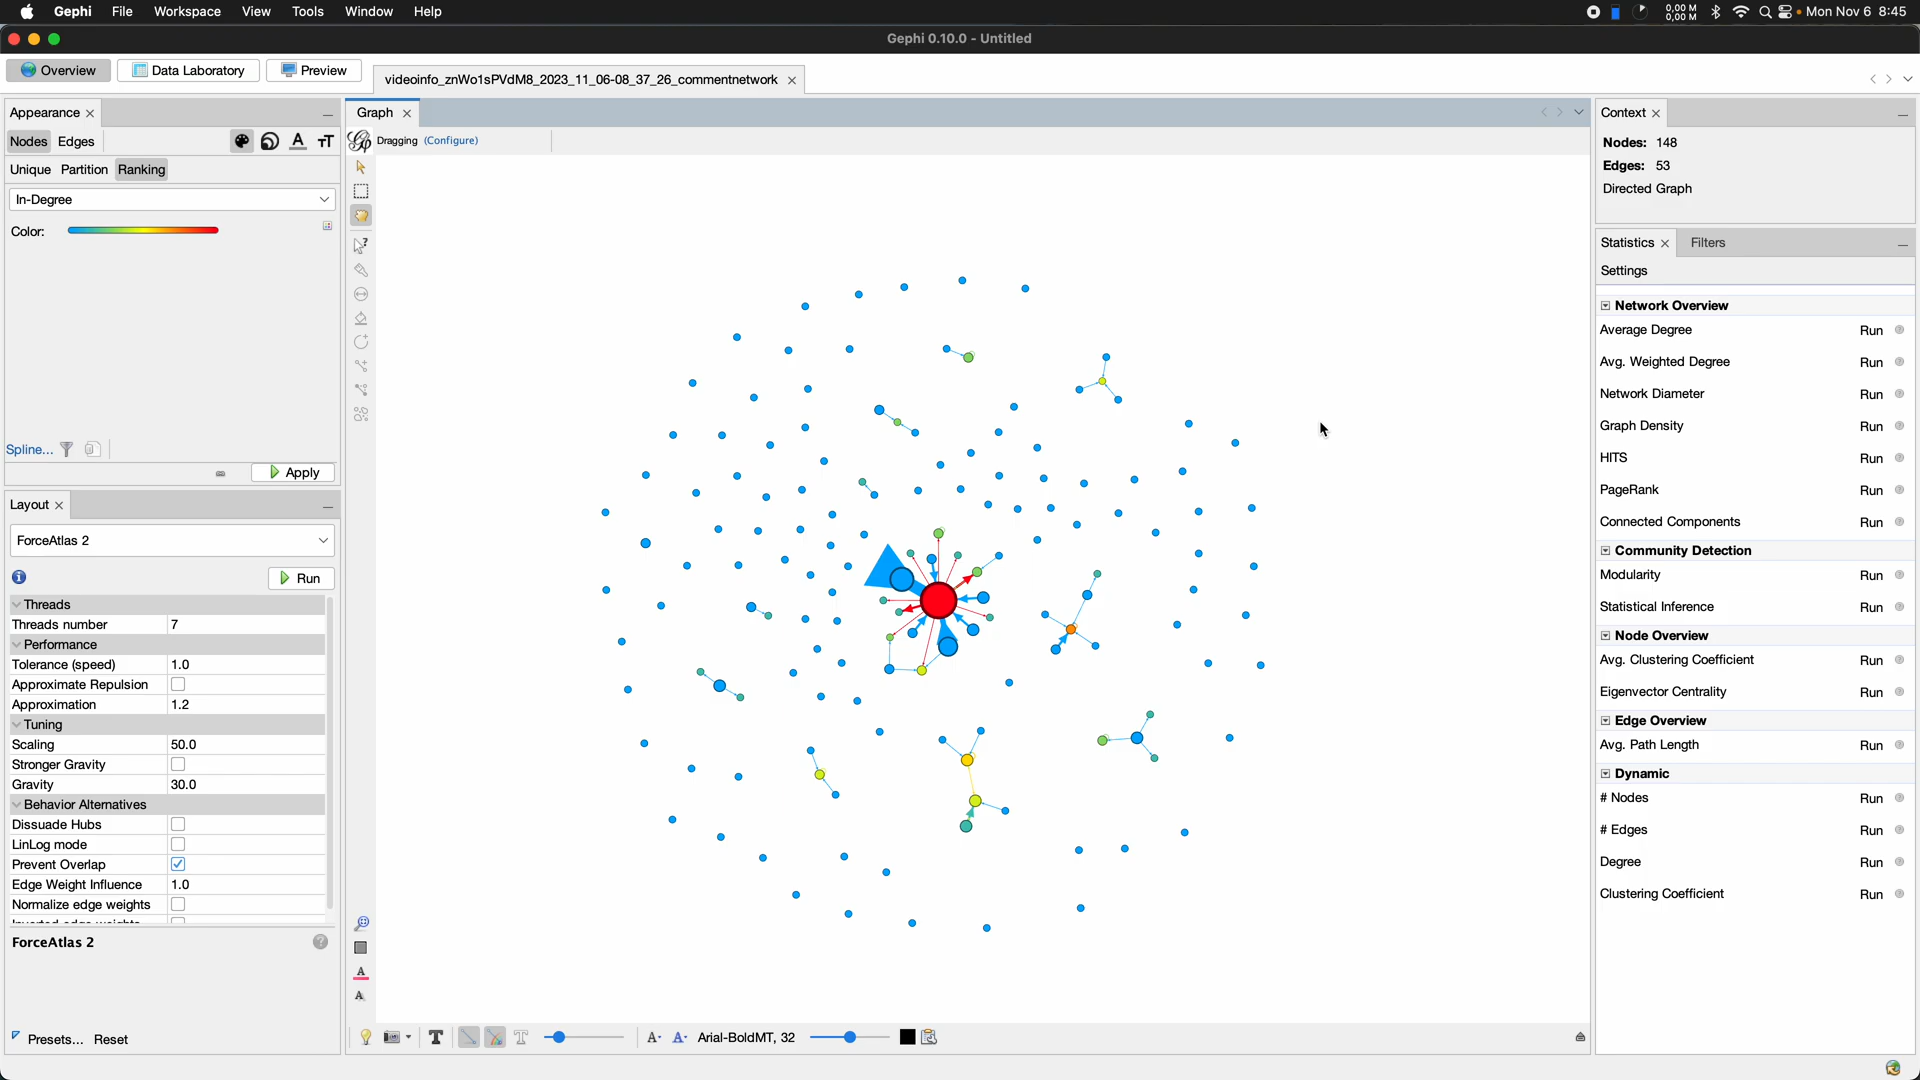 Gephi File Workspace View Tools Window Help
0,00 M
0,00 M
Mon Nov 6 8:45
Gephi 0.10.0 - Untitled
Overview Data Laboratory Preview
videoinfo_znWo1sPVdM8_2023_11_06-08_37_26_commentnetwork
Appearance
Nodes Edges
Unique Partition Ranking
In-Degree
Color:
Spline...
Apply
Layout
ForceAtlas 2
Run
Threads
Threads number 7
Performance
Tolerance (speed) 1.0
Approximate Repulsion
Approximation 1.2
Tuning
Scaling 50.0
Stronger Gravity
Gravity 30.0
Behavior Alternatives
Dissuade Hubs
LinLog mode
Prevent Overlap
Edge Weight Influence 1.0
Normalize edge weights
ForceAtlas 2
Presets... Reset
Graph
Dragging (Configure)
Arial-BoldMT, 32
Context
Nodes: 148
Edges: 53
Directed Graph
Statistics Filters
Settings
Network Overview
Average Degree Run
Avg. Weighted Degree Run
Network Diameter Run
Graph Density Run
HITS Run
PageRank Run
Connected Components Run
Community Detection
Modularity Run
Statistical Inference Run
Node Overview
Avg. Clustering Coefficient Run
Eigenvector Centrality Run
Edge Overview
Avg. Path Length Run
Dynamic
# Nodes Run
# Edges Run
Degree Run
Clustering Coefficient Run